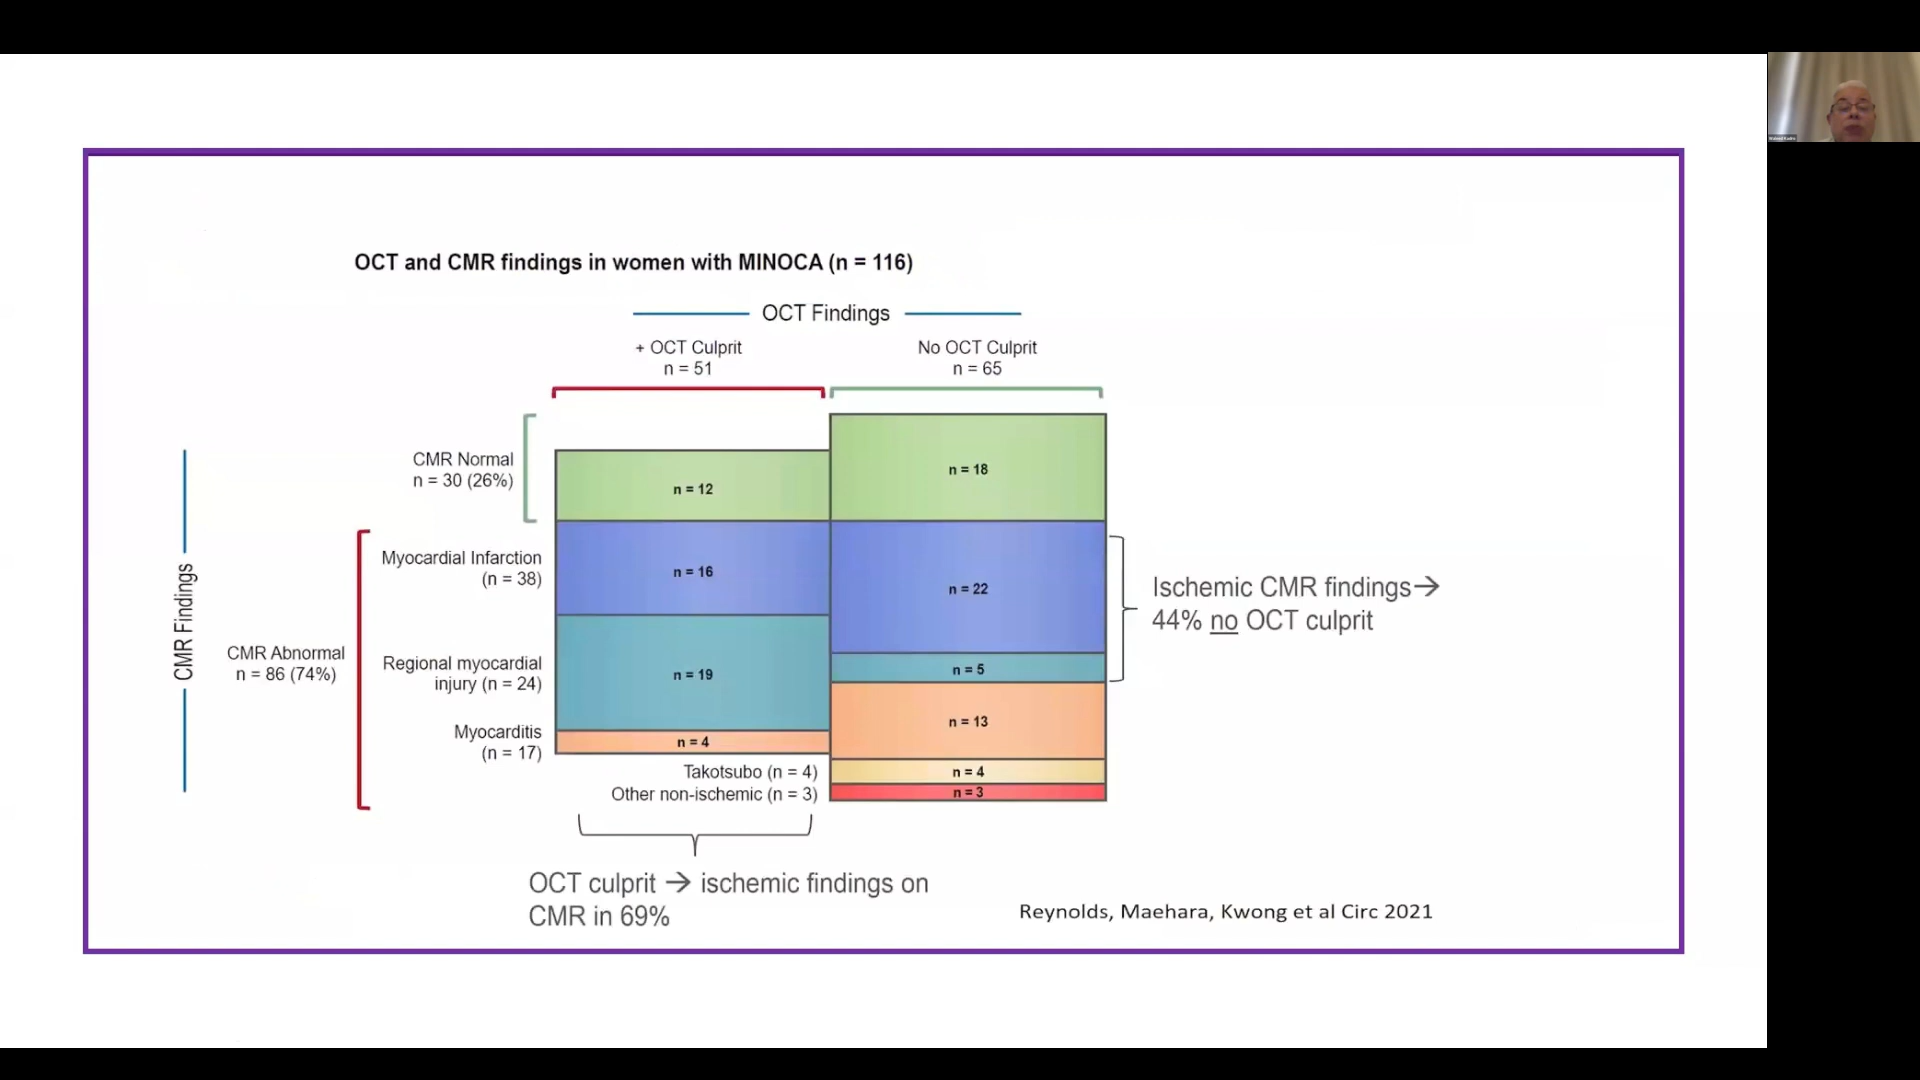 OCT and CMR findings in women with MINOCA (n = 116)
OCT Findings
+ OCT Culprit
n = 51
No OCT Culprit
n = 65
CMR Findings
CMR Normal
n = 30 (26%)
CMR Abnormal
n = 86 (74%)
Myocardial Infarction
(n = 38)
Regional myocardial
injury (n = 24)
Myocarditis
(n = 17)
Takotsubo (n = 4)
Other non-ischemic (n = 3)
n = 12
n = 16
n = 19
n = 4
n = 18
n = 22
n = 5
n = 13
n = 4
n = 3
Ischemic CMR findings→
44% no OCT culprit
OCT culprit → ischemic findings on
CMR in 69%
Reynolds, Maehara, Kwong et al Circ 2021